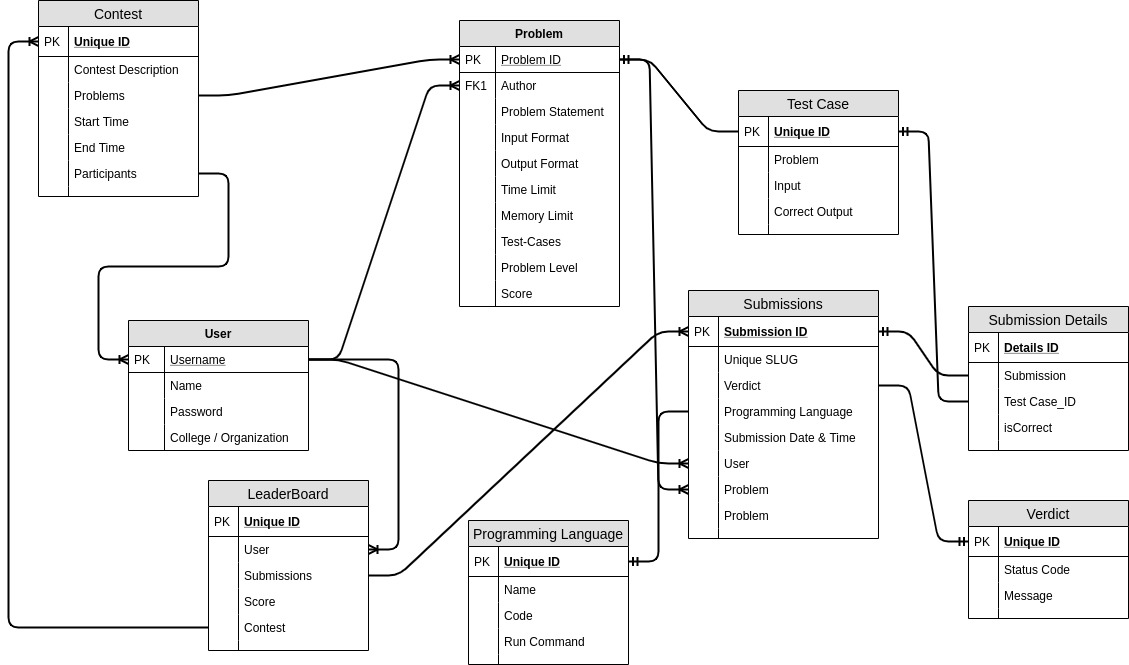 Contest
PK Unique ID
Contest Description
Problems
Start Time
End Time
Participants
Problem
PK Problem ID
FK1 Author
Problem Statement
Input Format
Output Format
Time Limit
Memory Limit
Test-Cases
Problem Level
Score
Test Case
PK Unique ID
Problem
Input
Correct Output
User
PK Username
Name
Password
College / Organization
Submissions
PK Submission ID
Unique SLUG
Verdict
Programming Language
Submission Date & Time
User
Problem
Problem
Submission Details
PK Details ID
Submission
Test Case_ID
isCorrect
LeaderBoard
PK Unique ID
User
Submissions
Score
Contest
Programming Language
PK Unique ID
Name
Code
Run Command
Verdict
PK Unique ID
Status Code
Message